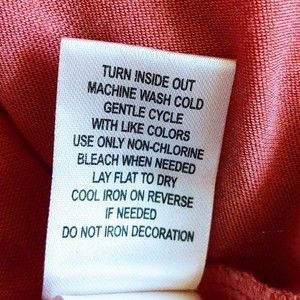 TURN INSIDE OUT
MACHINE WASH COLD
GENTLE CYCLE
WITH LIKE COLORS
USE ONLY NON-CHLORINE
BLEACH WHEN NEEDED
LAY FLAT TO DRY
COOL IRON ON REVERSE
IF NEEDED
DO NOT IRON DECORATION